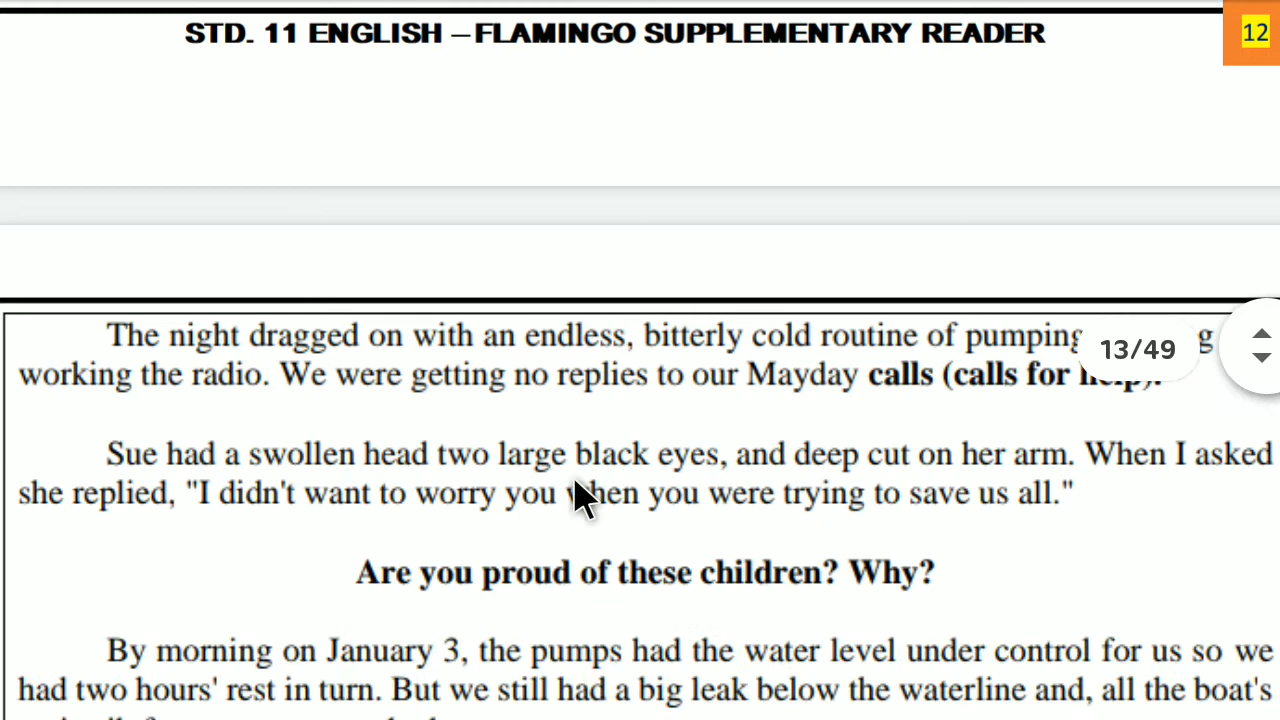 STD. 11 ENGLISH – FLAMINGO SUPPLEMENTARY READER
12
The night dragged on with an endless, bitterly cold routine of pumping
13/49
working the radio. We were getting no replies to our Mayday calls (calls for help).
Sue had a swollen head two large black eyes, and deep cut on her arm. When I asked
she replied, "I didn't want to worry you when you were trying to save us all."
Are you proud of these children? Why?
By morning on January 3, the pumps had the water level under control for us so we
had two hours' rest in turn. But we still had a big leak below the waterline and, all the boat's